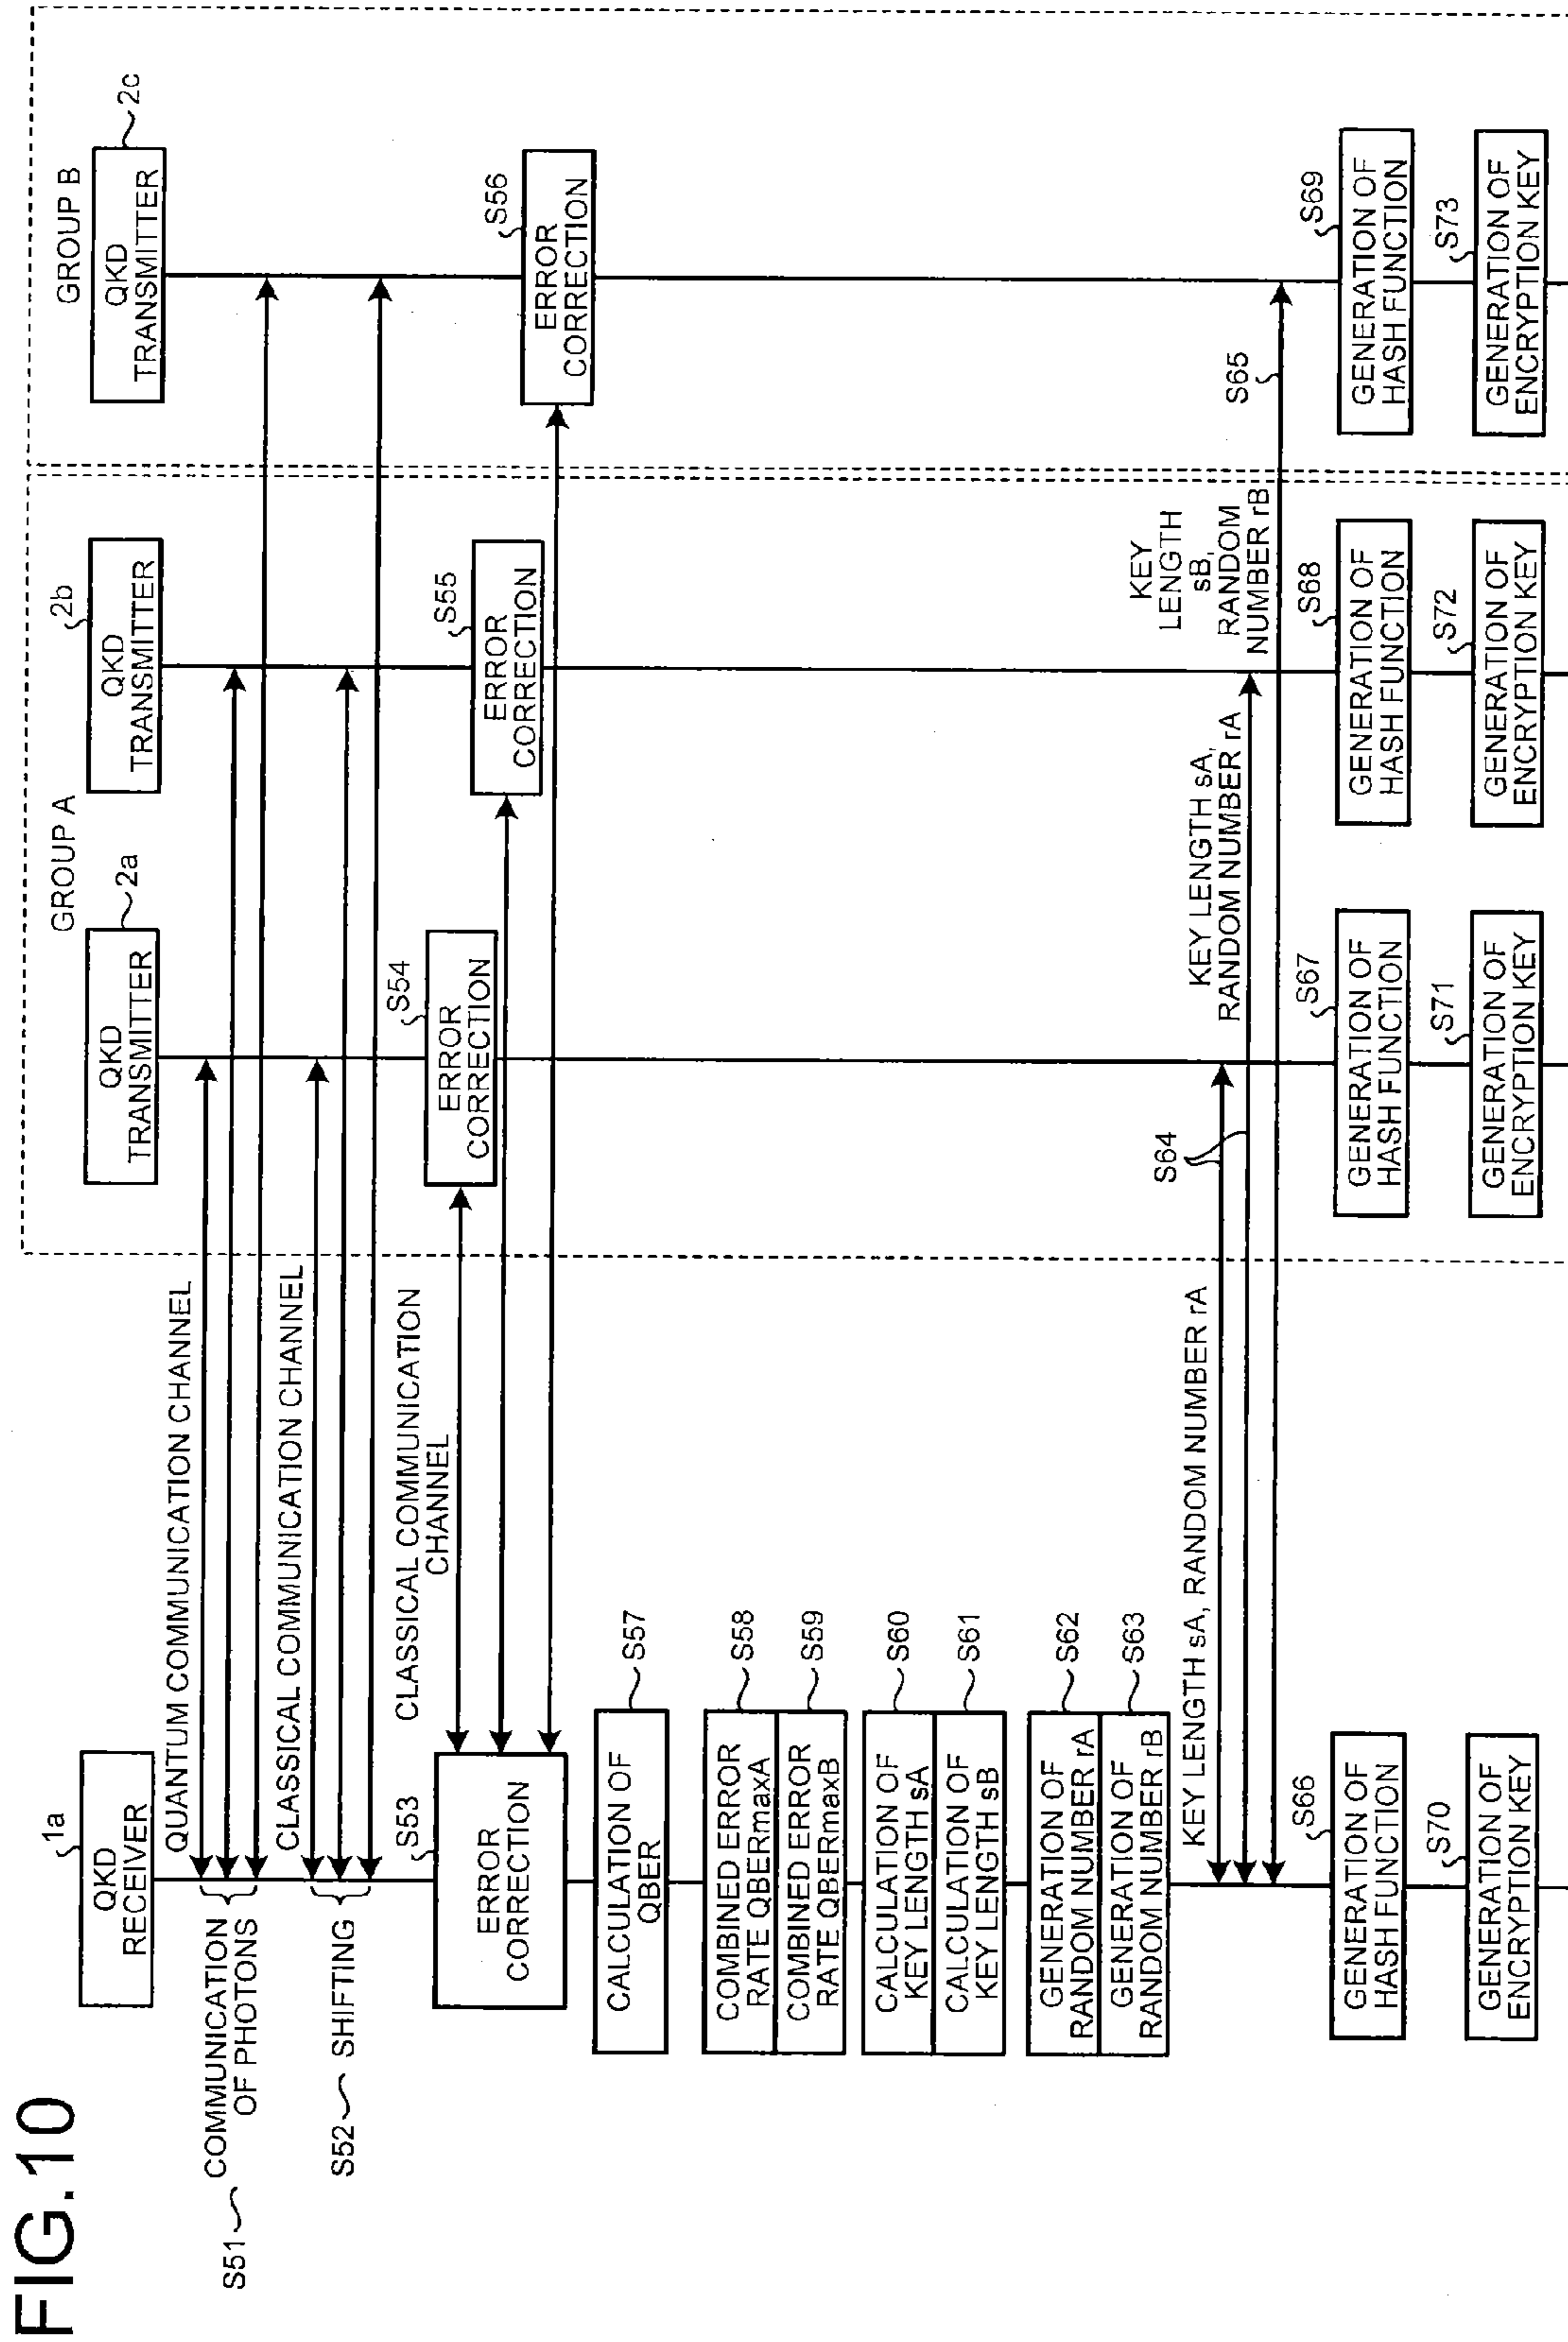 FIG.10
GROUP A
GROUP B
1a
QKD
RECEIVER
2a
QKD
TRANSMITTER
2b
QKD
TRANSMITTER
2c
QKD
TRANSMITTER
QUANTUM COMMUNICATION CHANNEL
S51
COMMUNICATION
OF PHOTONS
CLASSICAL COMMUNICATION CHANNEL
S52
SHIFTING
CLASSICAL COMMUNICATION
CHANNEL
S53
ERROR
CORRECTION
S54
ERROR
CORRECTION
S55
ERROR
CORRECTION
S56
ERROR
CORRECTION
CALCULATION OF
QBER
S57
COMBINED ERROR
RATE QBERmaxA
S58
COMBINED ERROR
RATE QBERmaxB
S59
CALCULATION OF
KEY LENGTH sA
S60
CALCULATION OF
KEY LENGTH sB
S61
GENERATION OF
RANDOM NUMBER rA
S62
GENERATION OF
RANDOM NUMBER rB
S63
KEY LENGTH sA, RANDOM NUMBER rA
S64
KEY LENGTH sA,
RANDOM NUMBER rA
KEY
LENGTH
sB,
RANDOM
NUMBER rB
S65
S66
GENERATION OF
HASH FUNCTION
S67
GENERATION OF
HASH FUNCTION
S68
GENERATION OF
HASH FUNCTION
S69
GENERATION OF
HASH FUNCTION
S70
GENERATION OF
ENCRYPTION KEY
S71
GENERATION OF
ENCRYPTION KEY
S72
GENERATION OF
ENCRYPTION KEY
S73
GENERATION OF
ENCRYPTION KEY